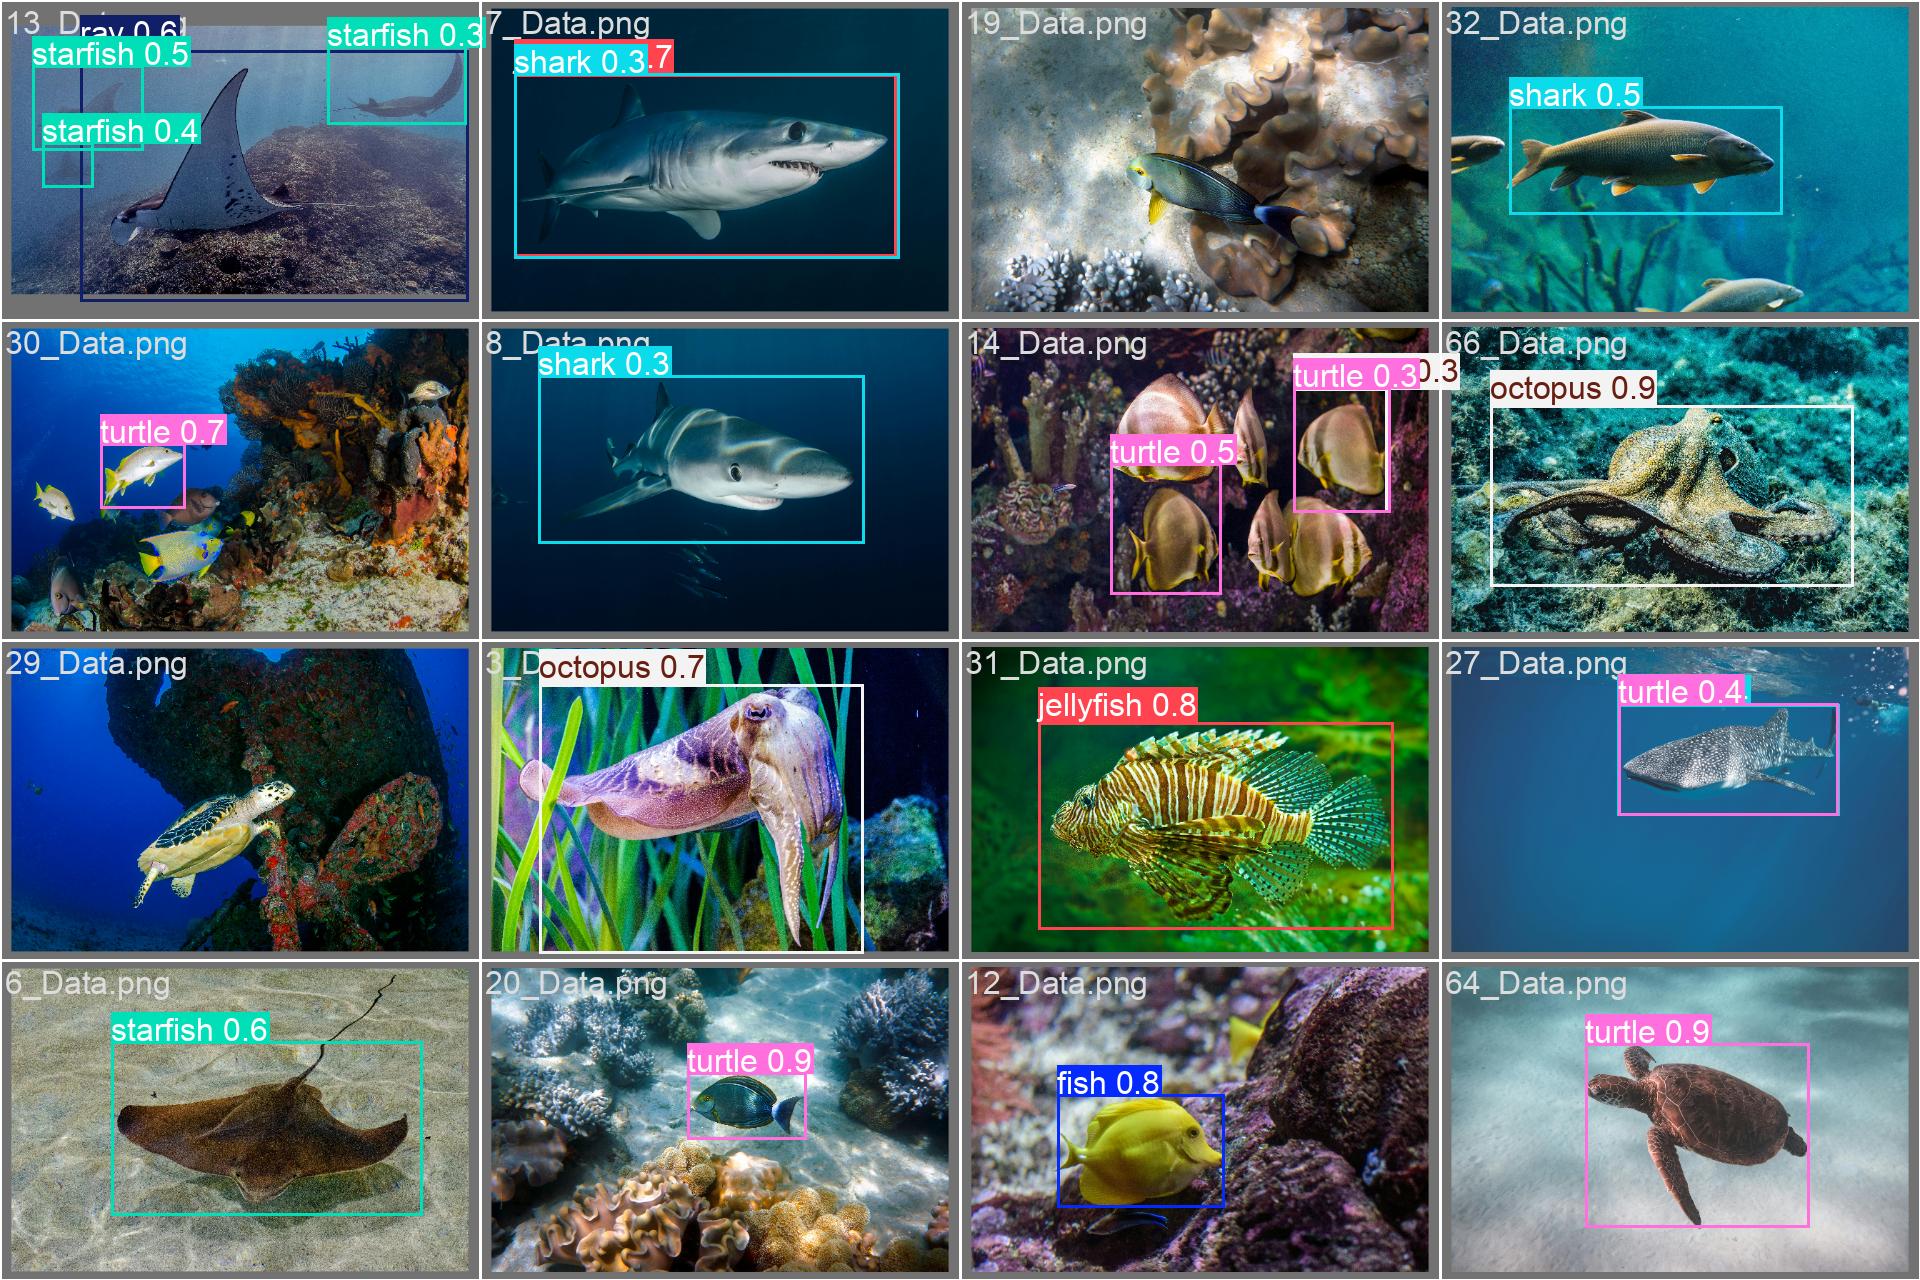 13_Data.png
ray 0.6
starfish 0.5
starfish 0.3
starfish 0.4
7_Data.png
shark 0.3
.7
19_Data.png
32_Data.png
shark 0.5
30_Data.png
turtle 0.7
8_Data.png
shark 0.3
14_Data.png
turtle 0.3
0.3
turtle 0.5
66_Data.png
octopus 0.9
29_Data.png
3_D
octopus 0.7
31_Data.png
jellyfish 0.8
27_Data.png
turtle 0.4
6_Data.png
starfish 0.6
20_Data.png
turtle 0.9
12_Data.png
fish 0.8
64_Data.png
turtle 0.9